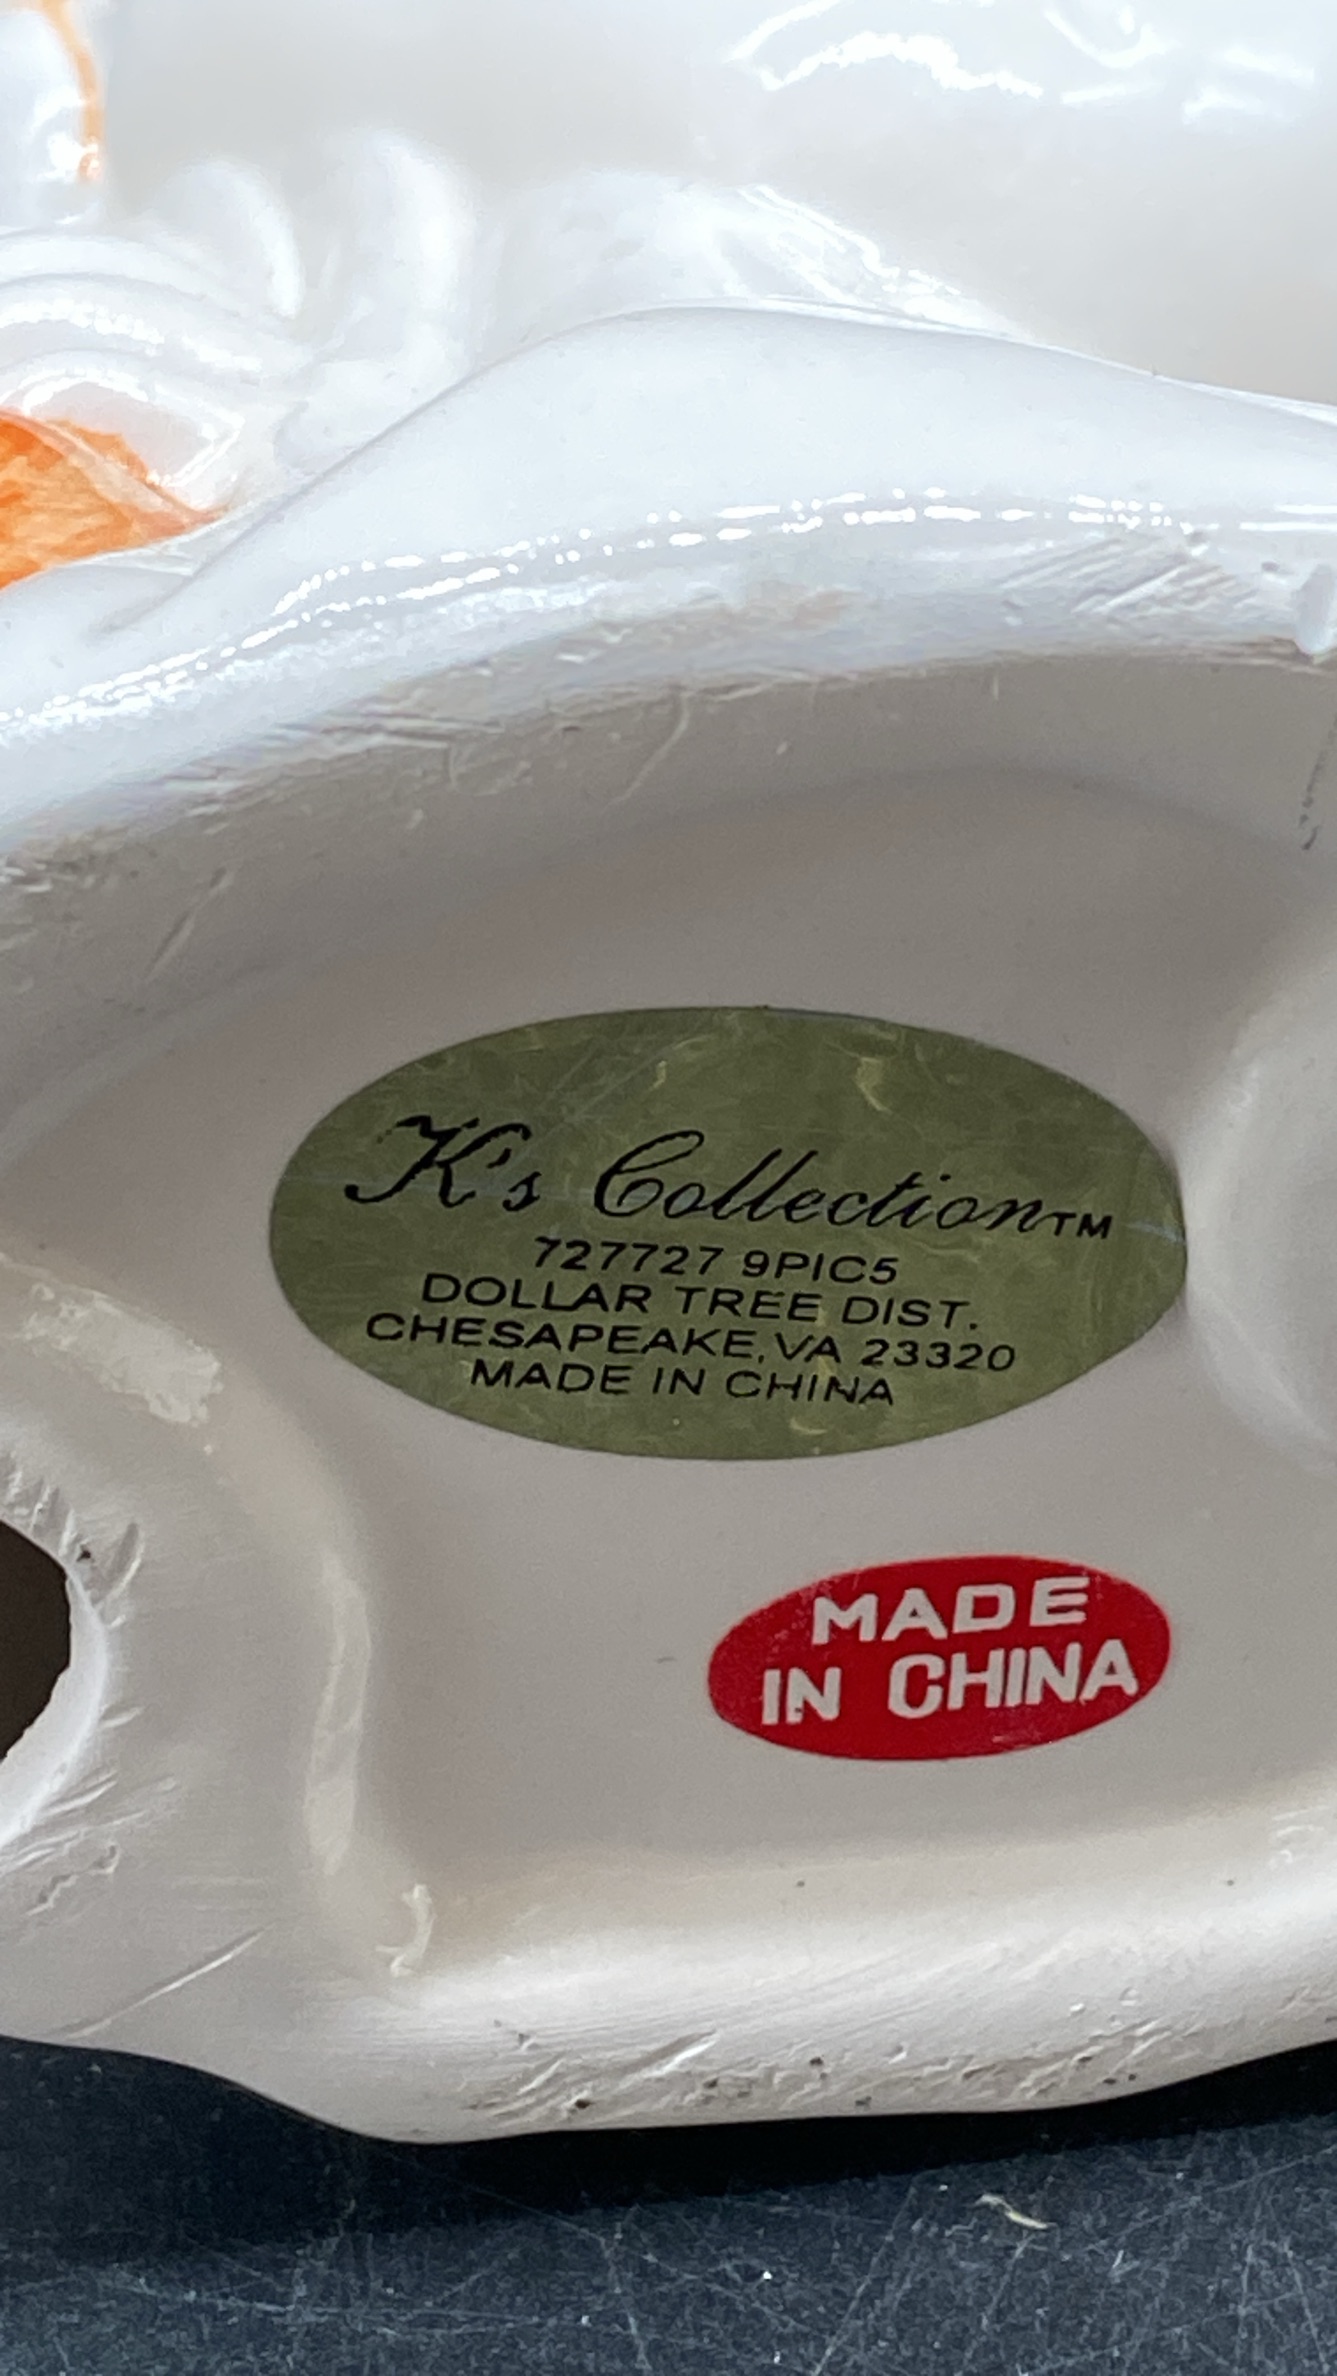 K's Collection™
727727 9PIC5
DOLLAR TREE DIST.
CHESAPEAKE, VA 23320
MADE IN CHINA
MADE
IN CHINA